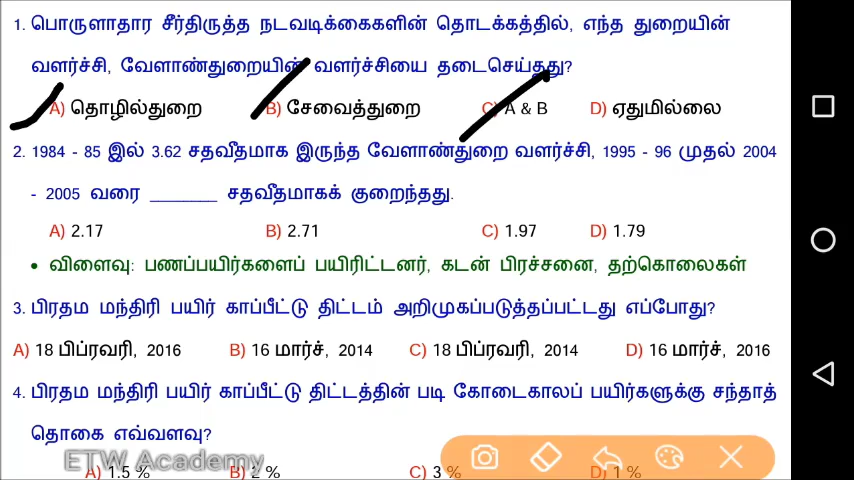 1. பொருளாதார சீர்திருத்த நடவடிக்கைகளின் தொடக்கத்தில், எந்த துறையின்
வளர்ச்சி, வேளாண்துறையின் வளர்ச்சியை தடைசெய்தது?
A) தொழில்துறை B) சேவைத்துறை C) A & B D) ஏதுமில்லை
2. 1984 - 85 இல் 3.62 சதவீதமாக இருந்த வேளாண்துறை வளர்ச்சி, 1995 - 96 முதல் 2004
- 2005 வரை ________ சதவீதமாகக் குறைந்தது.
A) 2.17 B) 2.71 C) 1.97 D) 1.79
• விளைவு: பணப்பயிர்களைப் பயிரிட்டனர், கடன் பிரச்சனை, தற்கொலைகள்
3. பிரதம மந்திரி பயிர் காப்பீட்டு திட்டம் அறிமுகப்படுத்தப்பட்டது எப்போது?
A) 18 பிப்ரவரி, 2016 B) 16 மார்ச், 2014 C) 18 பிப்ரவரி, 2014 D) 16 மார்ச், 2016
4. பிரதம மந்திரி பயிர் காப்பீட்டு திட்டத்தின் படி கோடைகாலப் பயிர்களுக்கு சந்தாத்
தொகை எவ்வளவு?
ETW Academy
A) 1.5 % B) 2 % C) 3 % D) 1 %